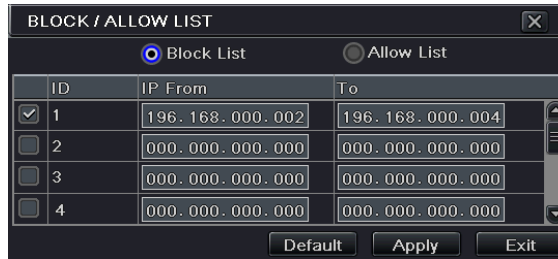 BLOCK / ALLOW LIST
Block List Allow List
ID IP From To
1 196.168.000.002 196.168.000.004
2 000.000.000.000 000.000.000.000
3 000.000.000.000 000.000.000.000
4 000.000.000.000 000.000.000.000
Default Apply Exit